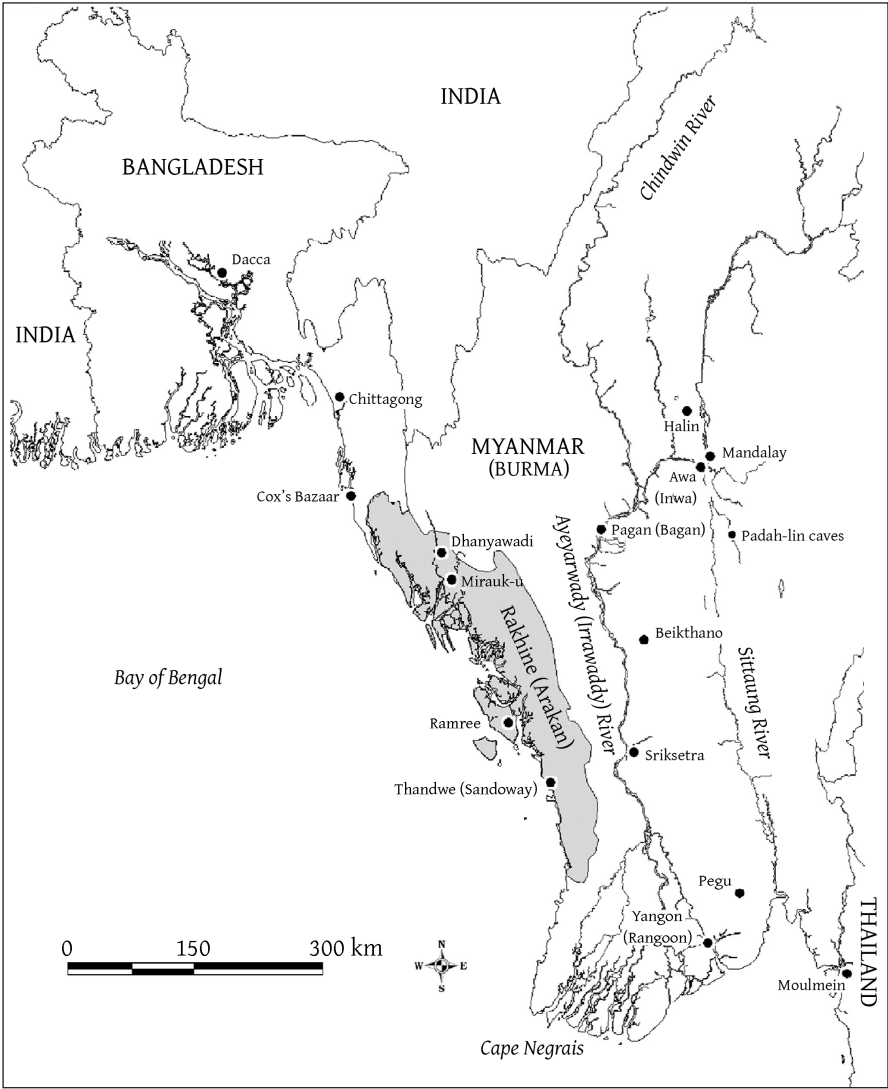 INDIA
Chindwin River
BANGLADESH
Dacca
INDIA
Chittagong
Halin
MYANMAR
(BURMA)
Mandalay
Awa
(Inwa)
Cox's Bazaar
Pagan (Bagan)
Padah-lin caves
Dhanyawadi
Mirauk-u
Ayeyarwady (Irrawaddy) River
Rakhine (Arakan)
Beikthano
Sittaung River
Bay of Bengal
Ramree
Sriksetra
Thandwe (Sandoway)
Pegu
THAILAND
Yangon
(Rangoon)
0 150 300 km
N
W E
S
Moulmein
Cape Negrais